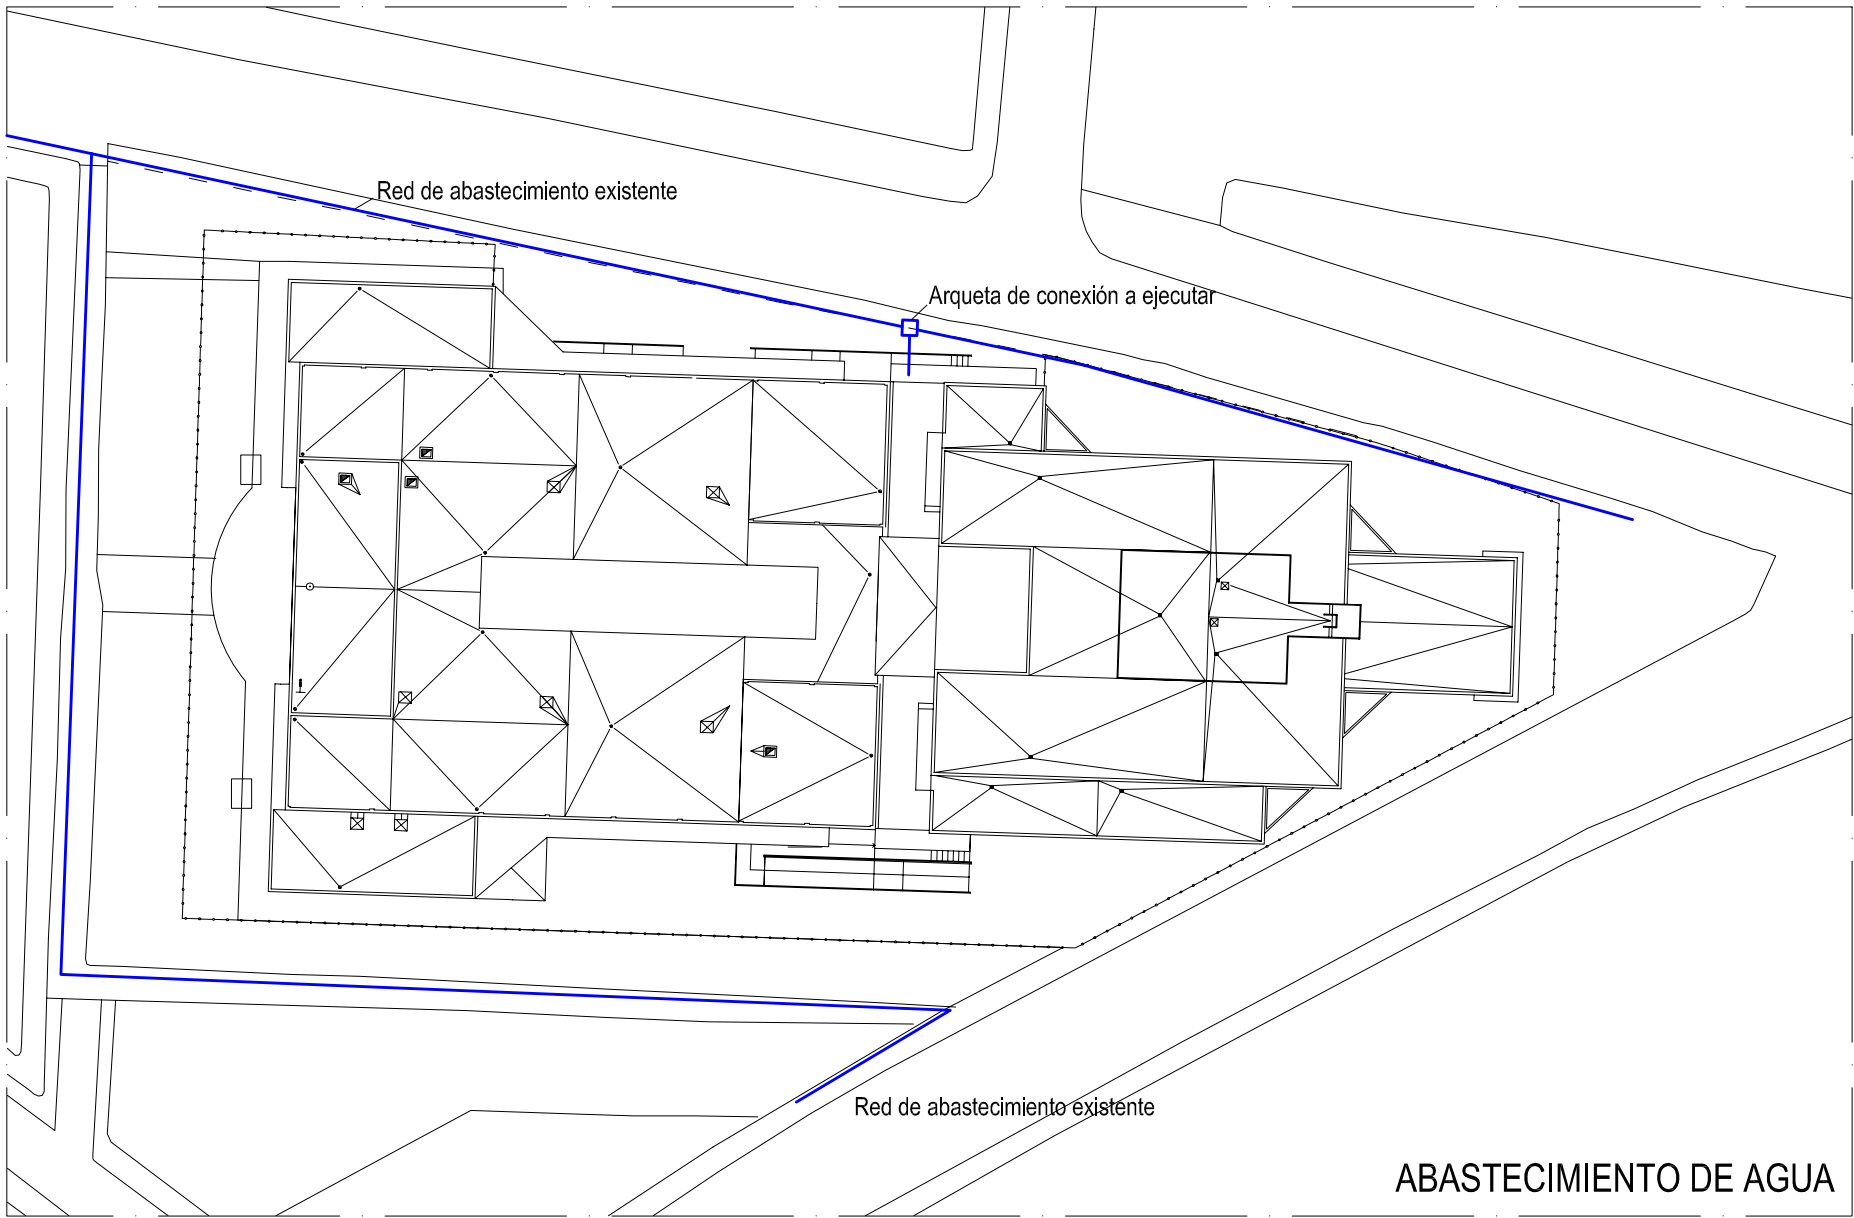 Red de abastecimiento existente
Arqueta de conexión a ejecutar
Red de abastecimiento existente
ABASTECIMIENTO DE AGUA